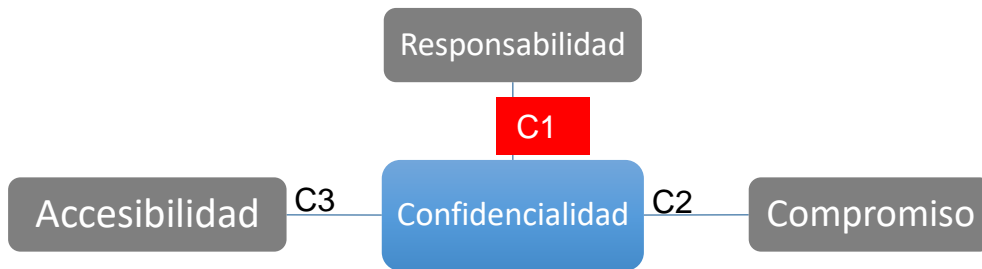 Responsabilidad
C1
Accesibilidad
C3
Confidencialidad
C2
Compromiso